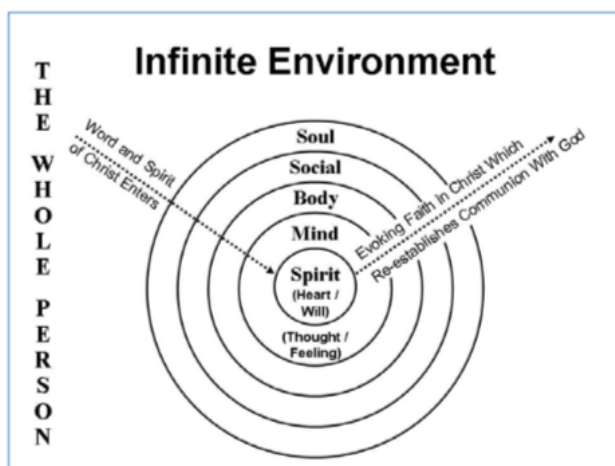 Infinite Environment
THE WHOLE PERSON
Word and Spirit
of Christ Enters
Soul
Social
Body
Mind
Spirit
(Heart /
Will)
(Thought /
Feeling)
Evoking Faith in Christ Which
Re-establishes Communion With God